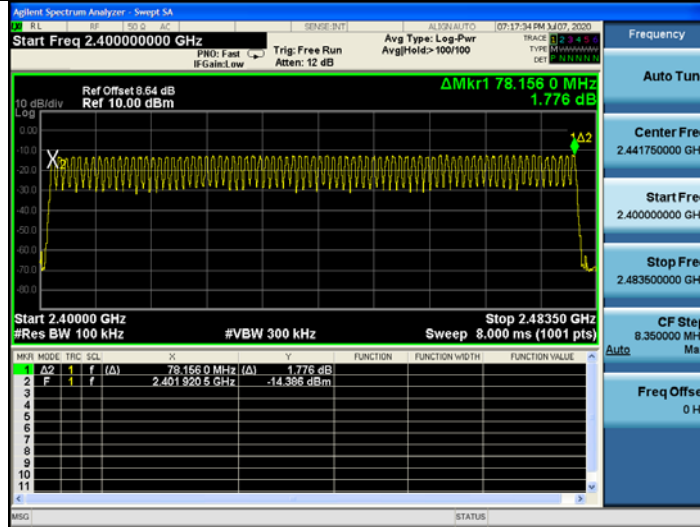 Agilent Spectrum Analyzer - Swept SA
RL RF 50 Ω AC SENSE:INT ALIGN AUTO 07:17:34 PM Jul 07, 2020
Start Freq 2.400000000 GHz
PNO: Fast Trig: Free Run
IFGain:Low Atten: 12 dB
Avg Type: Log-Pwr
Avg|Hold:> 100/100
TRACE 1 2 3 4 5 6
TYPE
DET P N N N N N
Ref Offset 8.64 dB
10 dB/div Ref 10.00 dBm
ΔMkr1 78.156 0 MHz
1.776 dB
Log
0.00
-10.0
-20.0
-30.0
-40.0
-50.0
-60.0
-70.0
-80.0
X2
1Δ2
Start 2.40000 GHz Stop 2.48350 GHz
#Res BW 100 kHz #VBW 300 kHz Sweep 8.000 ms (1001 pts)
MKR MODE TRC SCL X Y FUNCTION FUNCTION WIDTH FUNCTION VALUE
1 Δ2 1 f (Δ) 78.156 0 MHz (Δ) 1.776 dB
2 F 1 f 2.401 920 5 GHz -14.386 dBm
3
4
5
6
7
8
9
10
11
MSG STATUS
Frequency
Auto Tun
Center Fre
2.441750000 GH
Start Fre
2.400000000 GH
Stop Fre
2.483500000 GH
CF Ste
8.350000 MH
Auto Ma
Freq Offse
0 H